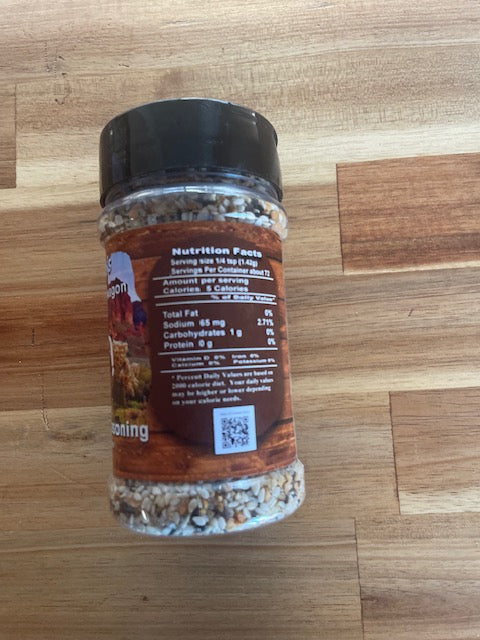 agon
oning
Nutrition Facts
Serving size 1/4 tsp (1.42g)
Servings Per Container about 72
Amount per serving
Calories 5 Calories
% of Daily Value*
Total Fat 0%
Sodium 65 mg 2.71%
Carbohydrates 1 g 0%
Protein 0 g 0%
Vitamin D 0% Iron 0%
Calcium 0% Potassium 0%
* Percent Daily Values are based on
2000 calorie diet. Your daily values
may be higher or lower depending
on your calorie needs.